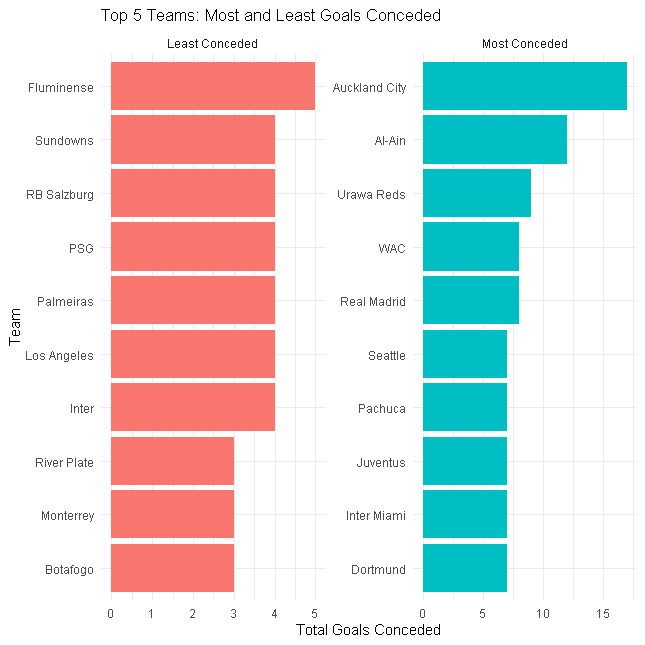 Top 5 Teams: Most and Least Goals Conceded
Least Conceded
Most Conceded
Team
Fluminense
Sundowns
RB Salzburg
PSG
Palmeiras
Los Angeles
Inter
River Plate
Monterrey
Botafogo
0 1 2 3 4 5
Auckland City
Al-Ain
Urawa Reds
WAC
Real Madrid
Seattle
Pachuca
Juventus
Inter Miami
Dortmund
0 5 10 15
Total Goals Conceded